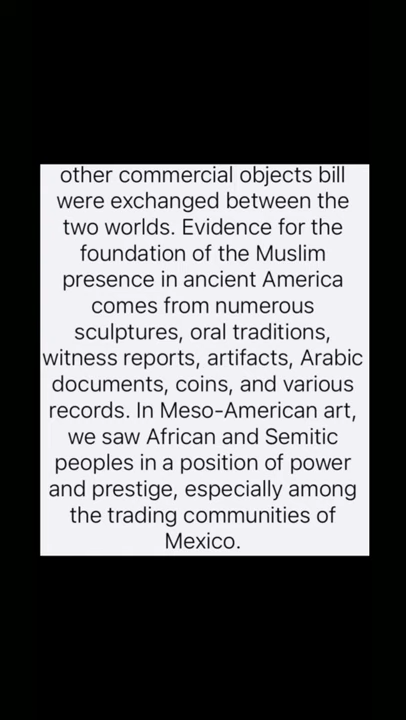 other commercial objects bill
were exchanged between the
two worlds. Evidence for the
foundation of the Muslim
presence in ancient America
comes from numerous
sculptures, oral traditions,
witness reports, artifacts, Arabic
documents, coins, and various
records. In Meso-American art,
we saw African and Semitic
peoples in a position of power
and prestige, especially among
the trading communities of
Mexico.